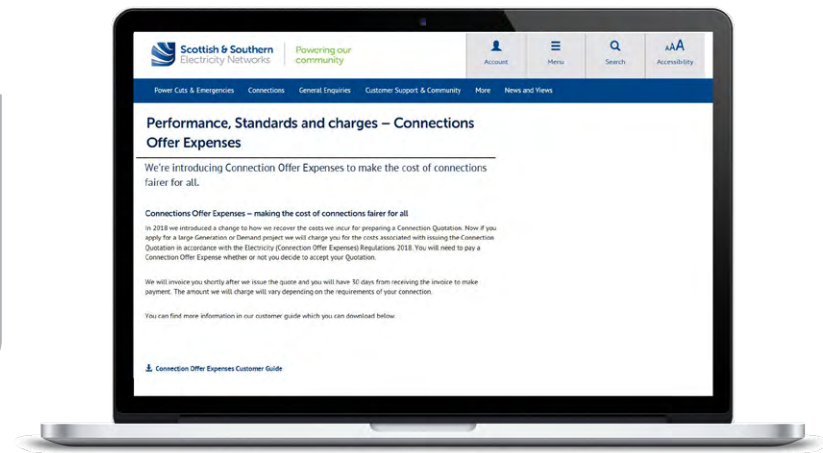 Scottish & Southern
Electricity Networks
Powering our
community
Account
Menu
Search
AAA
Accessibility
Power Cuts & Emergencies Connections General Enquiries Customer Support & Community More News and Views
Performance, Standards and charges – Connections
Offer Expenses
We're introducing Connection Offer Expenses to make the cost of connections
fairer for all.
Connections Offer Expenses – making the cost of connections fairer for all
In 2018 we introduced a change to how we recover the costs we incur for preparing a Connection Quotation. Now if you
apply for a large Generation or Demand project we will charge you for the costs associated with issuing the Connection
Quotation in accordance with the Electricity (Connection Offer Expenses) Regulations 2018. You will need to pay a
Connection Offer Expense whether or not you decide to accept your Quotation.
We will invoice you shortly after we issue the quote and you will have 30 days from receiving the invoice to make
payment. The amount we will charge will vary depending on the requirements of your connection.
You can find more information in our customer guide which you can download below.
Connection Offer Expenses Customer Guide